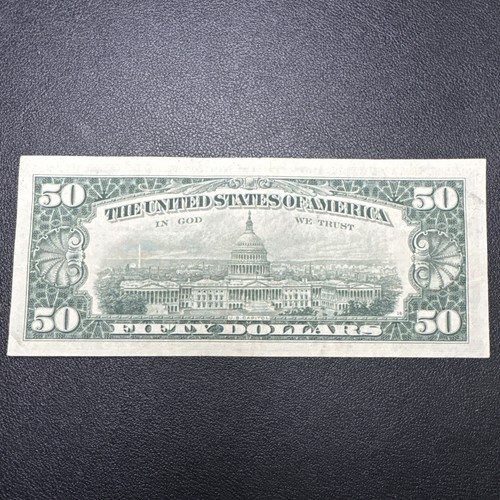 50 50
THE UNITED STATES OF AMERICA
IN GOD WE TRUST
50 FIFTY DOLLARS 50